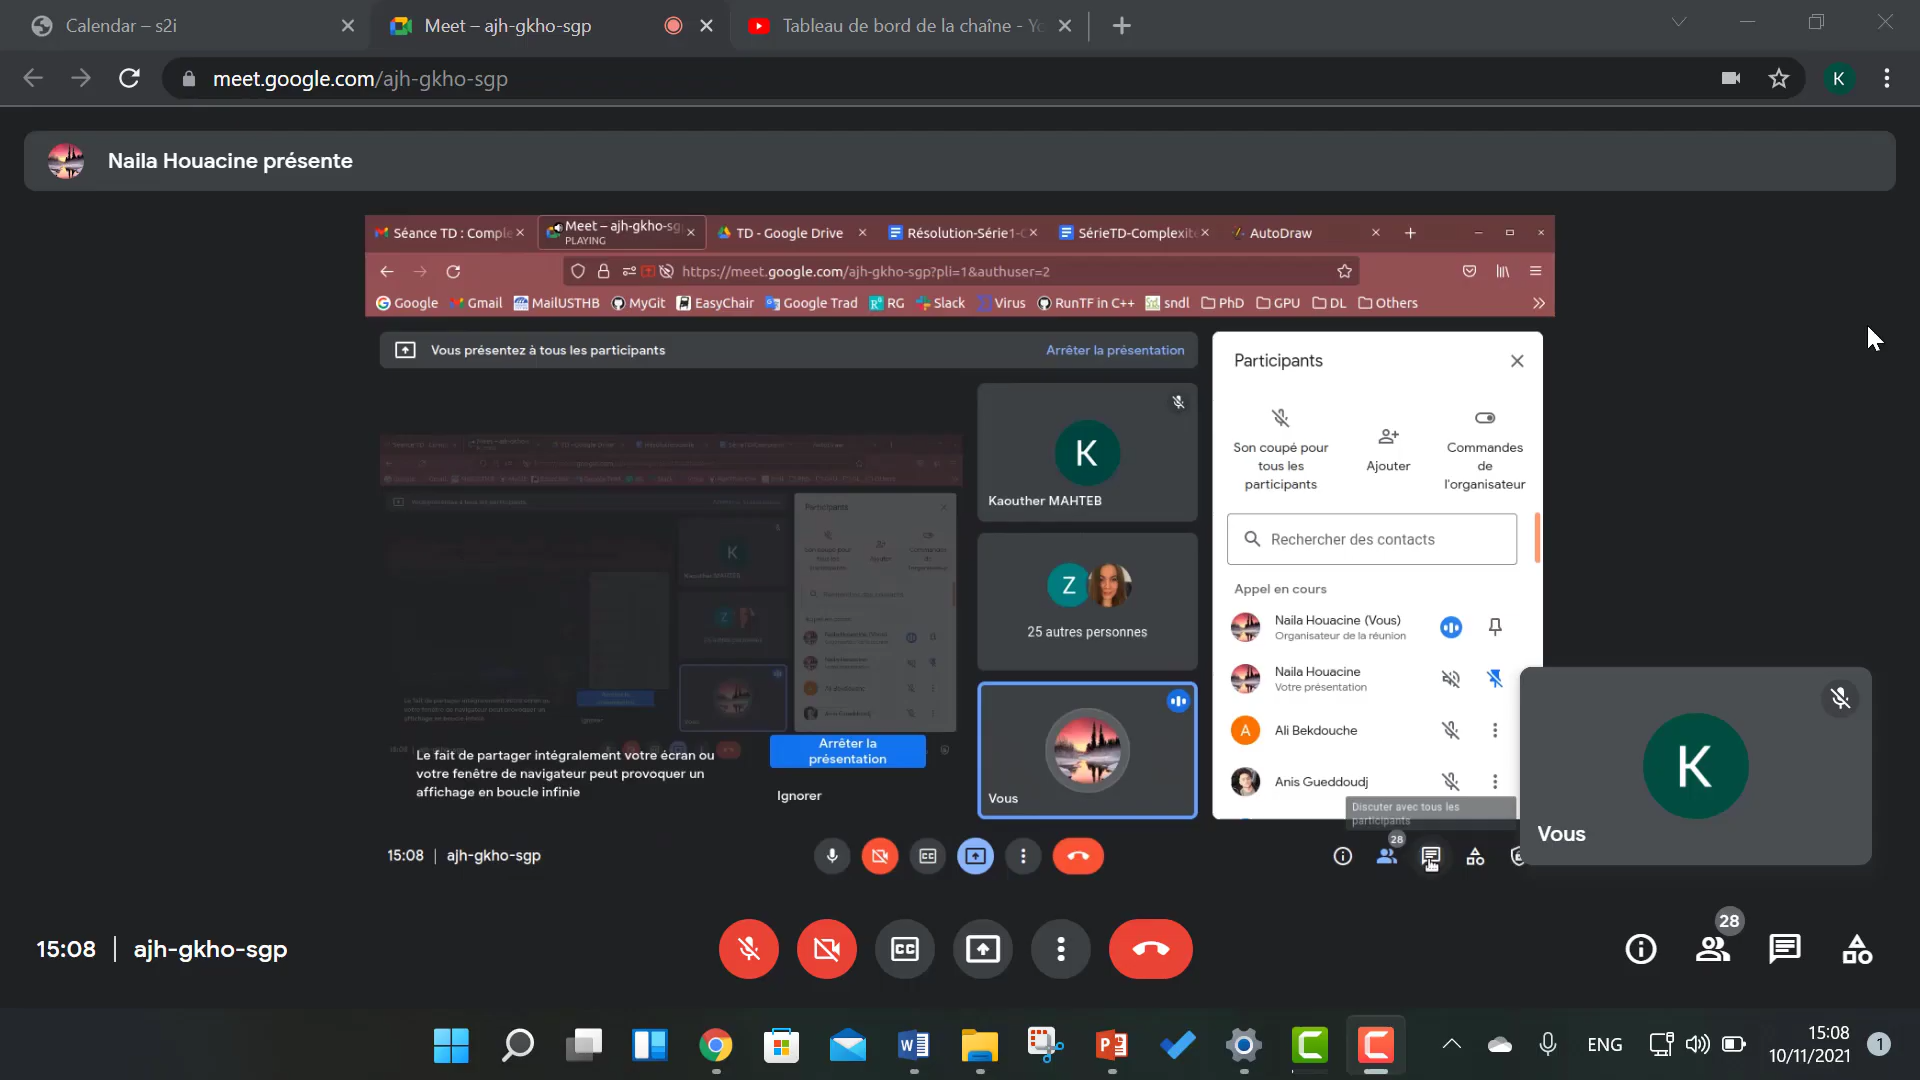 Calendar – s2i
Meet – ajh-gkho-sgp
Tableau de bord de la chaîne - Yo
meet.google.com/ajh-gkho-sgp
K
Naila Houacine présente
Séance TD : Comple
Meet – ajh-gkho-sg
PLAYING
TD - Google Drive
Résolution-Série1-C
SérieTD-Complexité
AutoDraw
https://meet.google.com/ajh-gkho-sgp?pli=1&authuser=2
Google
Gmail
MailUSTHB
MyGit
EasyChair
Google Trad
RG
Slack
Virus
RunTF in C++
sndl
PhD
GPU
DL
Others
Vous présentez à tous les participants
Arrêter la présentation
Participants
Son coupé pour
tous les
participants
Ajouter
Commandes
de
l'organisateur
K
Kaouther MAHTEB
Rechercher des contacts
Z
25 autres personnes
Appel en cours
Naila Houacine (Vous)
Organisateur de la réunion
Naila Houacine
Votre présentation
A
Ali Bekdouche
Anis Gueddoudj
Vous
Discuter avec tous les
participants
Participants
K
Z
Le fait de partager intégralement votre écran ou
votre fenêtre de navigateur peut provoquer un
affichage en boucle infinie
Arrêter la
présentation
Ignorer
15:08 | ajh-gkho-sgp
CC
28
K
Vous
15:08 | ajh-gkho-sgp
CC
28
ENG
15:08
10/11/2021
1